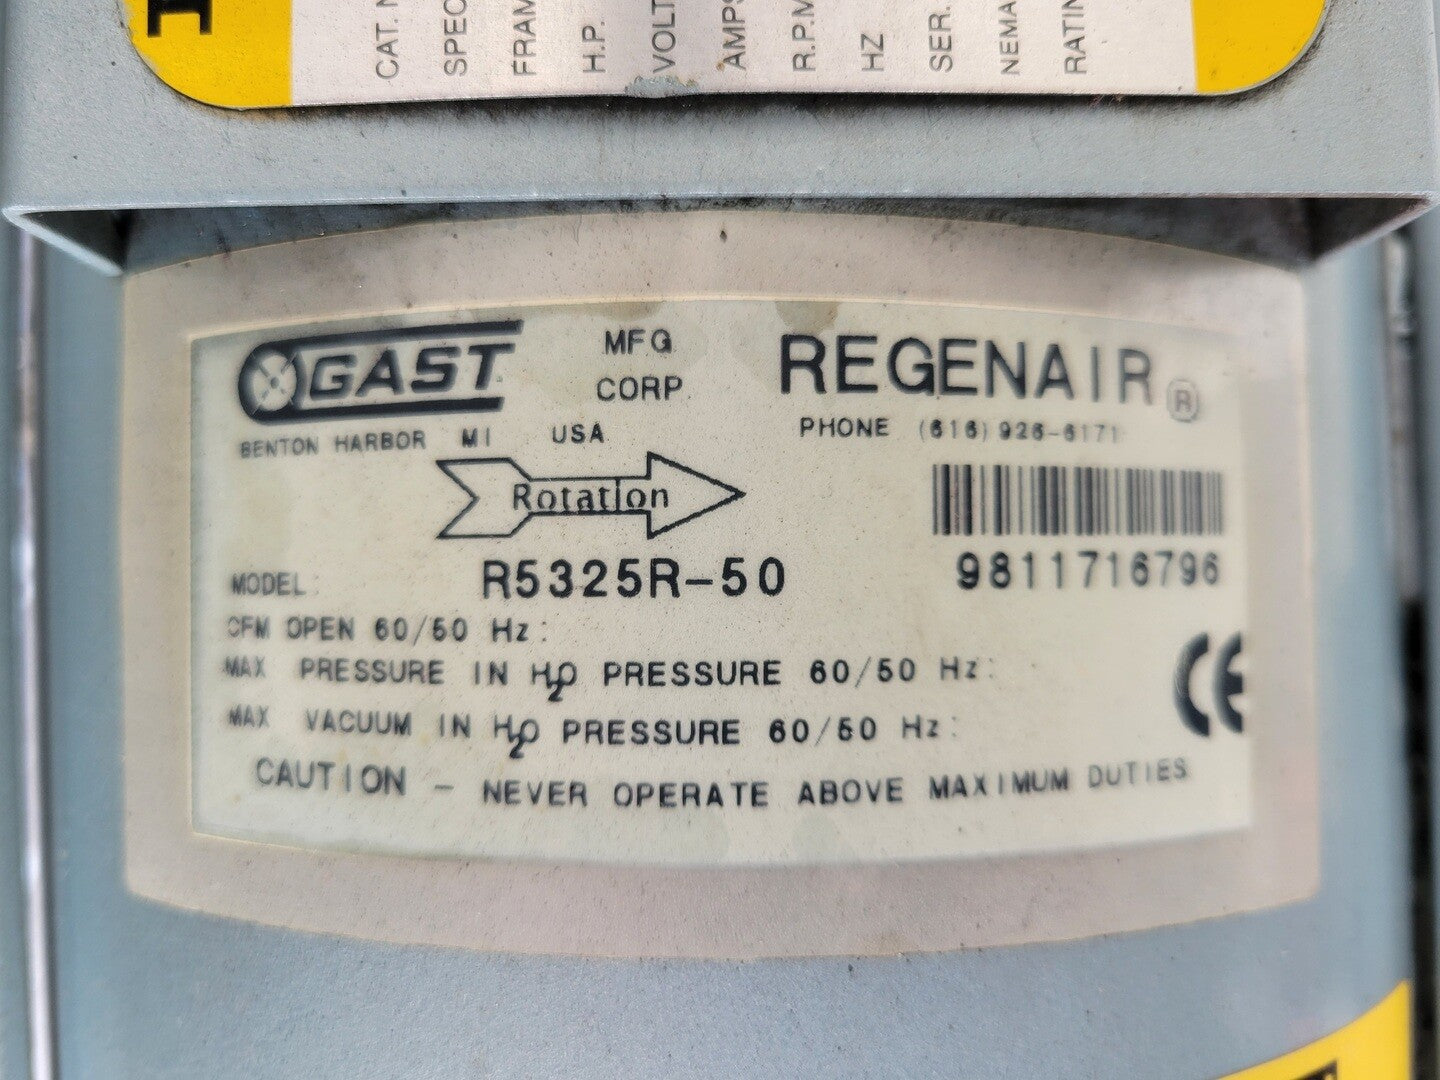 CAT. N
SPEC
FRAM
H.P.
VOLT
AMPS
R.P.M
HZ
SER.
NEMA
RATIN
GAST MFG CORP REGENAIR ®
BENTON HARBOR MI USA PHONE (616) 926-6171
Rotation
MODEL: R5325R-50 9811716796
CFM OPEN 60/50 Hz:
MAX PRESSURE IN H2O PRESSURE 60/50 Hz:
MAX VACUUM IN H2O PRESSURE 60/50 Hz:
CE
CAUTION - NEVER OPERATE ABOVE MAXIMUM DUTIES